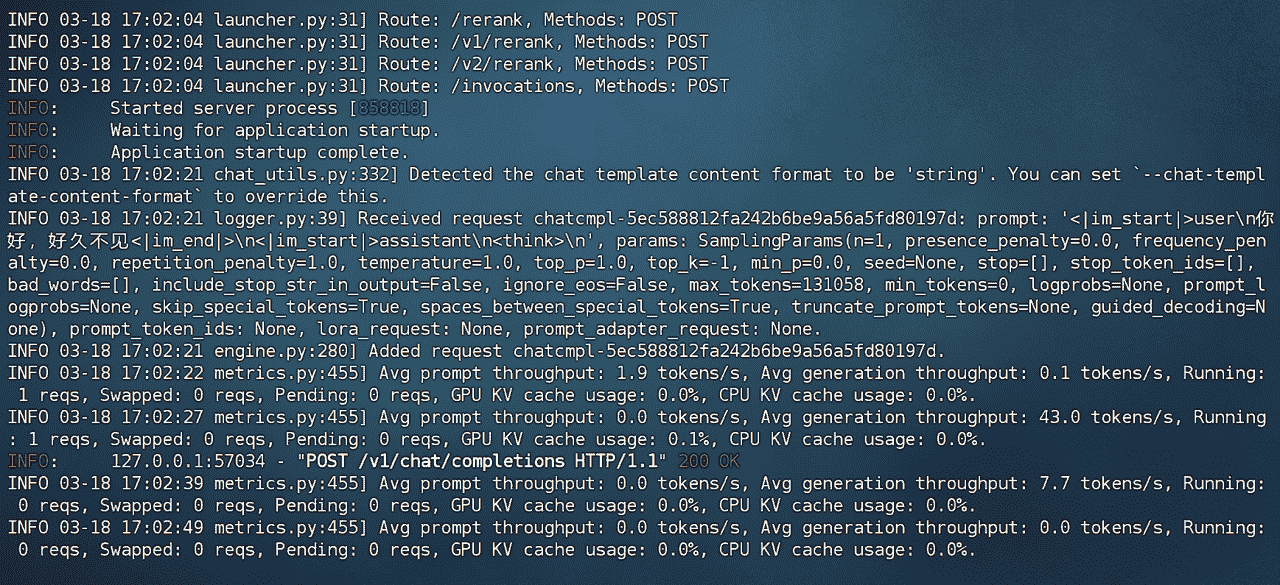 INFO 03-18 17:02:04 launcher.py:31] Route: /rerank, Methods: POST
INFO 03-18 17:02:04 launcher.py:31] Route: /v1/rerank, Methods: POST
INFO 03-18 17:02:04 launcher.py:31] Route: /v2/rerank, Methods: POST
INFO 03-18 17:02:04 launcher.py:31] Route: /invocations, Methods: POST
INFO:     Started server process [858818]
INFO:     Waiting for application startup.
INFO:     Application startup complete.
INFO 03-18 17:02:21 chat_utils.py:332] Detected the chat template content format to be 'string'. You can set `--chat-templ
ate-content-format` to override this.
INFO 03-18 17:02:21 logger.py:39] Received request chatcmpl-5ec588812fa242b6be9a56a5fd80197d: prompt: '<|im_start|>user\n你
好, 好久不见<|im_end|>\n<|im_start|>assistant\n<think>\n', params: SamplingParams(n=1, presence_penalty=0.0, frequency_pen
alty=0.0, repetition_penalty=1.0, temperature=1.0, top_p=1.0, top_k=-1, min_p=0.0, seed=None, stop=[], stop_token_ids=[],
bad_words=[], include_stop_str_in_output=False, ignore_eos=False, max_tokens=131058, min_tokens=0, logprobs=None, prompt_l
ogprobs=None, skip_special_tokens=True, spaces_between_special_tokens=True, truncate_prompt_tokens=None, guided_decoding=N
one), prompt_token_ids: None, lora_request: None, prompt_adapter_request: None.
INFO 03-18 17:02:21 engine.py:280] Added request chatcmpl-5ec588812fa242b6be9a56a5fd80197d.
INFO 03-18 17:02:22 metrics.py:455] Avg prompt throughput: 1.9 tokens/s, Avg generation throughput: 0.1 tokens/s, Running:
 1 reqs, Swapped: 0 reqs, Pending: 0 reqs, GPU KV cache usage: 0.0%, CPU KV cache usage: 0.0%.
INFO 03-18 17:02:27 metrics.py:455] Avg prompt throughput: 0.0 tokens/s, Avg generation throughput: 43.0 tokens/s, Running
: 1 reqs, Swapped: 0 reqs, Pending: 0 reqs, GPU KV cache usage: 0.1%, CPU KV cache usage: 0.0%.
INFO:     127.0.0.1:57034 - "POST /v1/chat/completions HTTP/1.1" 200 OK
INFO 03-18 17:02:39 metrics.py:455] Avg prompt throughput: 0.0 tokens/s, Avg generation throughput: 7.7 tokens/s, Running:
 0 reqs, Swapped: 0 reqs, Pending: 0 reqs, GPU KV cache usage: 0.0%, CPU KV cache usage: 0.0%.
INFO 03-18 17:02:49 metrics.py:455] Avg prompt throughput: 0.0 tokens/s, Avg generation throughput: 0.0 tokens/s, Running:
 0 reqs, Swapped: 0 reqs, Pending: 0 reqs, GPU KV cache usage: 0.0%, CPU KV cache usage: 0.0%.